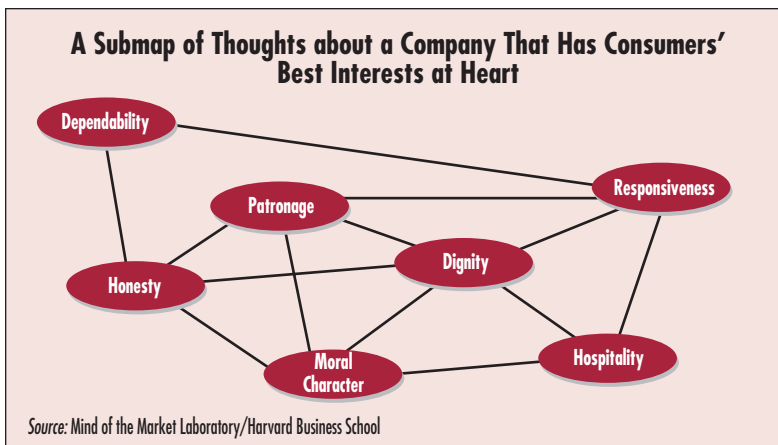 A Submap of Thoughts about a Company That Has Consumers’
Best Interests at Heart
Dependability
Responsiveness
Patronage
Dignity
Honesty
Hospitality
Moral
Character
Source: Mind of the Market Laboratory/Harvard Business School